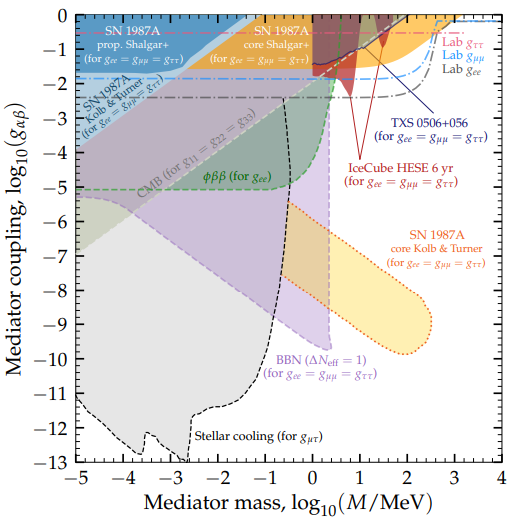 SN 1987A
prop. Shalgar+
(for gee = gμμ = gττ)
SN 1987A
core Shalgar+
(for gee = gμμ = gττ)
SN 1987A
Kolb & Turner
(for gee = gμμ = gττ)
Lab gττ
Lab gμμ
Lab gee
TXS 0506+056
(for gee = gμμ = gττ)
CMB (for g11 = g22 = g33)
ϕββ (for gee)
IceCube HESE 6 yr
(for gee = gμμ = gττ)
SN 1987A
core Kolb & Turner
(for gee = gμμ = gττ)
BBN (ΔNeff = 1)
(for gee = gμμ = gττ)
Stellar cooling (for gμτ)
Mediator coupling, log10(gαβ)
0
−1
−2
−3
−4
−5
−6
−7
−8
−9
−10
−11
−12
−13
−5 −4 −3 −2 −1 0 1 2 3 4
Mediator mass, log10(M/MeV)